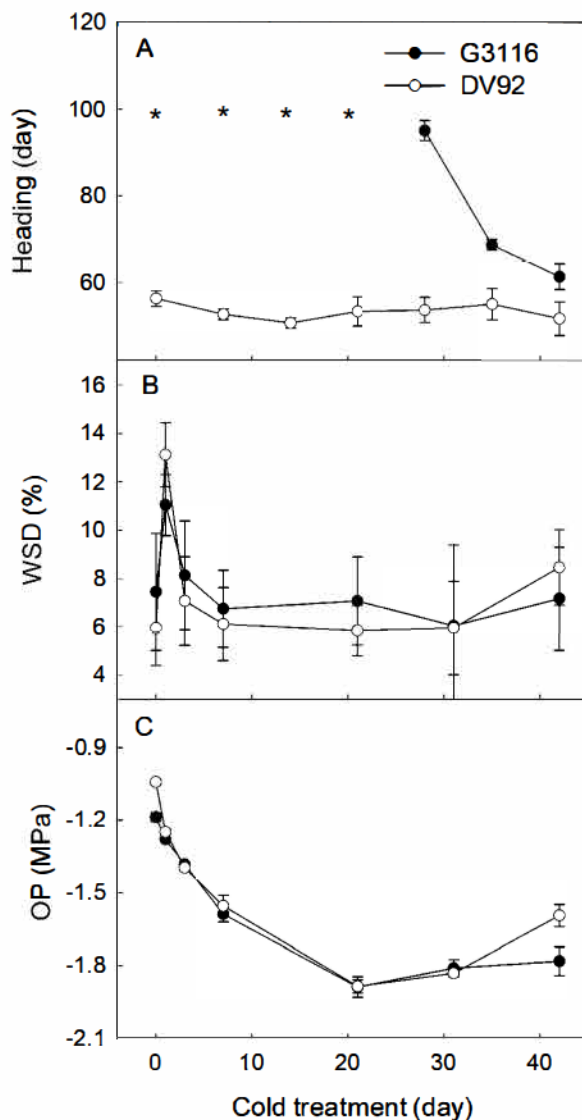 120
A
G3116
DV92
100
* * * *
80
60
Heading (day)
16
B
14
12
10
8
6
4
WSD (%)
C
-0.9
-1.2
-1.5
-1.8
-2.1
OP (MPa)
0 10 20 30 40
Cold treatment (day)